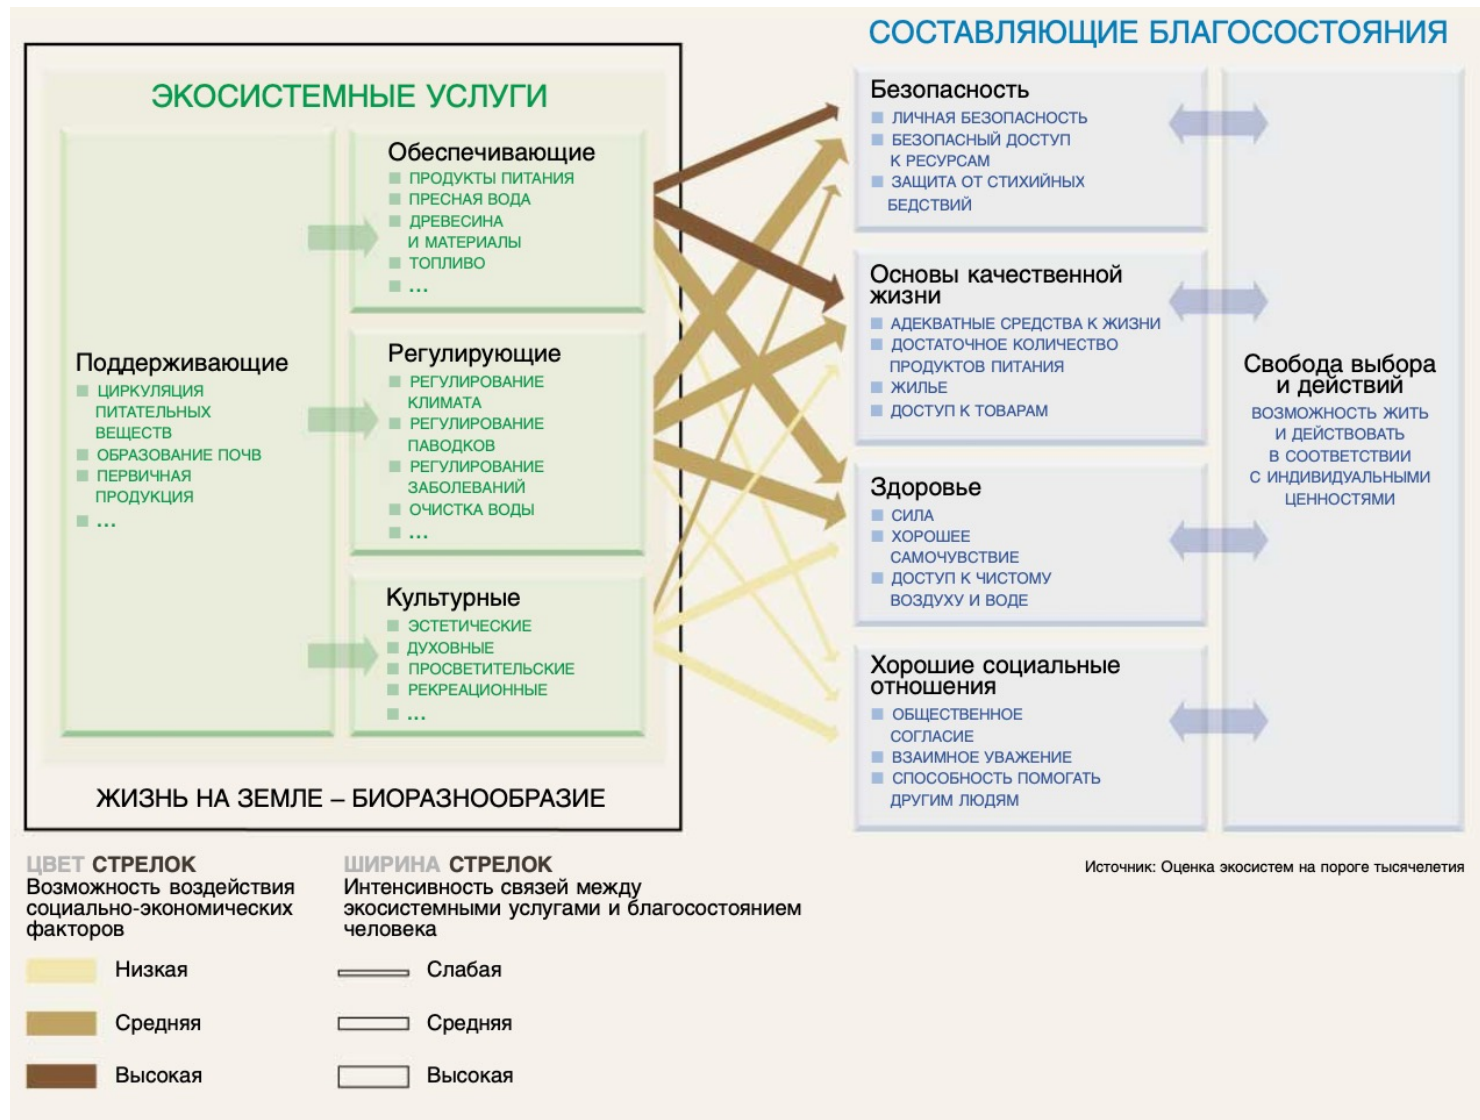 СОСТАВЛЯЮЩИЕ БЛАГОСОСТОЯНИЯ
ЭКОСИСТЕМНЫЕ УСЛУГИ
Поддерживающие
ЦИРКУЛЯЦИЯ
ПИТАТЕЛЬНЫХ
ВЕЩЕСТВ
ОБРАЗОВАНИЕ ПОЧВ
ПЕРВИЧНАЯ
ПРОДУКЦИЯ
...
Обеспечивающие
ПРОДУКТЫ ПИТАНИЯ
ПРЕСНАЯ ВОДА
ДРЕВЕСИНА
И МАТЕРИАЛЫ
ТОПЛИВО
...
Регулирующие
РЕГУЛИРОВАНИЕ
КЛИМАТА
РЕГУЛИРОВАНИЕ
ПАВОДКОВ
РЕГУЛИРОВАНИЕ
ЗАБОЛЕВАНИЙ
ОЧИСТКА ВОДЫ
...
Культурные
ЭСТЕТИЧЕСКИЕ
ДУХОВНЫЕ
ПРОСВЕТИТЕЛЬСКИЕ
РЕКРЕАЦИОННЫЕ
...
ЖИЗНЬ НА ЗЕМЛЕ – БИОРАЗНООБРАЗИЕ
Безопасность
ЛИЧНАЯ БЕЗОПАСНОСТЬ
БЕЗОПАСНЫЙ ДОСТУП
К РЕСУРСАМ
ЗАЩИТА ОТ СТИХИЙНЫХ
БЕДСТВИЙ
Основы качественной
жизни
АДЕКВАТНЫЕ СРЕДСТВА К ЖИЗНИ
ДОСТАТОЧНОЕ КОЛИЧЕСТВО
ПРОДУКТОВ ПИТАНИЯ
ЖИЛЬЕ
ДОСТУП К ТОВАРАМ
Здоровье
СИЛА
ХОРОШЕЕ
САМОЧУВСТВИЕ
ДОСТУП К ЧИСТОМУ
ВОЗДУХУ И ВОДЕ
Хорошие социальные
отношения
ОБЩЕСТВЕННОЕ
СОГЛАСИЕ
ВЗАИМНОЕ УВАЖЕНИЕ
СПОСОБНОСТЬ ПОМОГАТЬ
ДРУГИМ ЛЮДЯМ
Свобода выбора
и действий
ВОЗМОЖНОСТЬ ЖИТЬ
И ДЕЙСТВОВАТЬ
В СООТВЕТСТВИИ
С ИНДИВИДУАЛЬНЫМИ
ЦЕННОСТЯМИ
Источник: Оценка экосистем на пороге тысячелетия
ЦВЕТ СТРЕЛОК
Возможность воздействия
социально-экономических
факторов
Низкая
Средняя
Высокая
ШИРИНА СТРЕЛОК
Интенсивность связей между
экосистемными услугами и благосостоянием
человека
Слабая
Средняя
Высокая